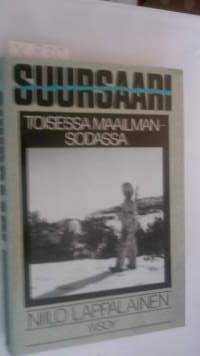 SUURSAARI
TOISESSA MAAILMAN-
SODASSA
NIILO LAPPALAINEN
WSOY